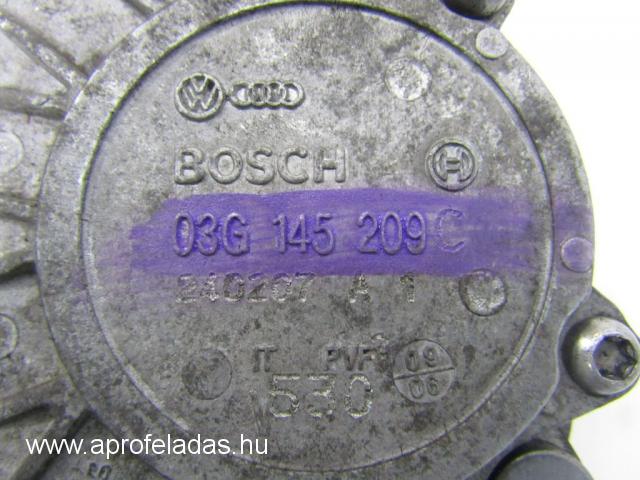 BOSCH
03G 145 209 C
240207 A 1
IT PVF 09
06
530
www.aprofeladas.hu